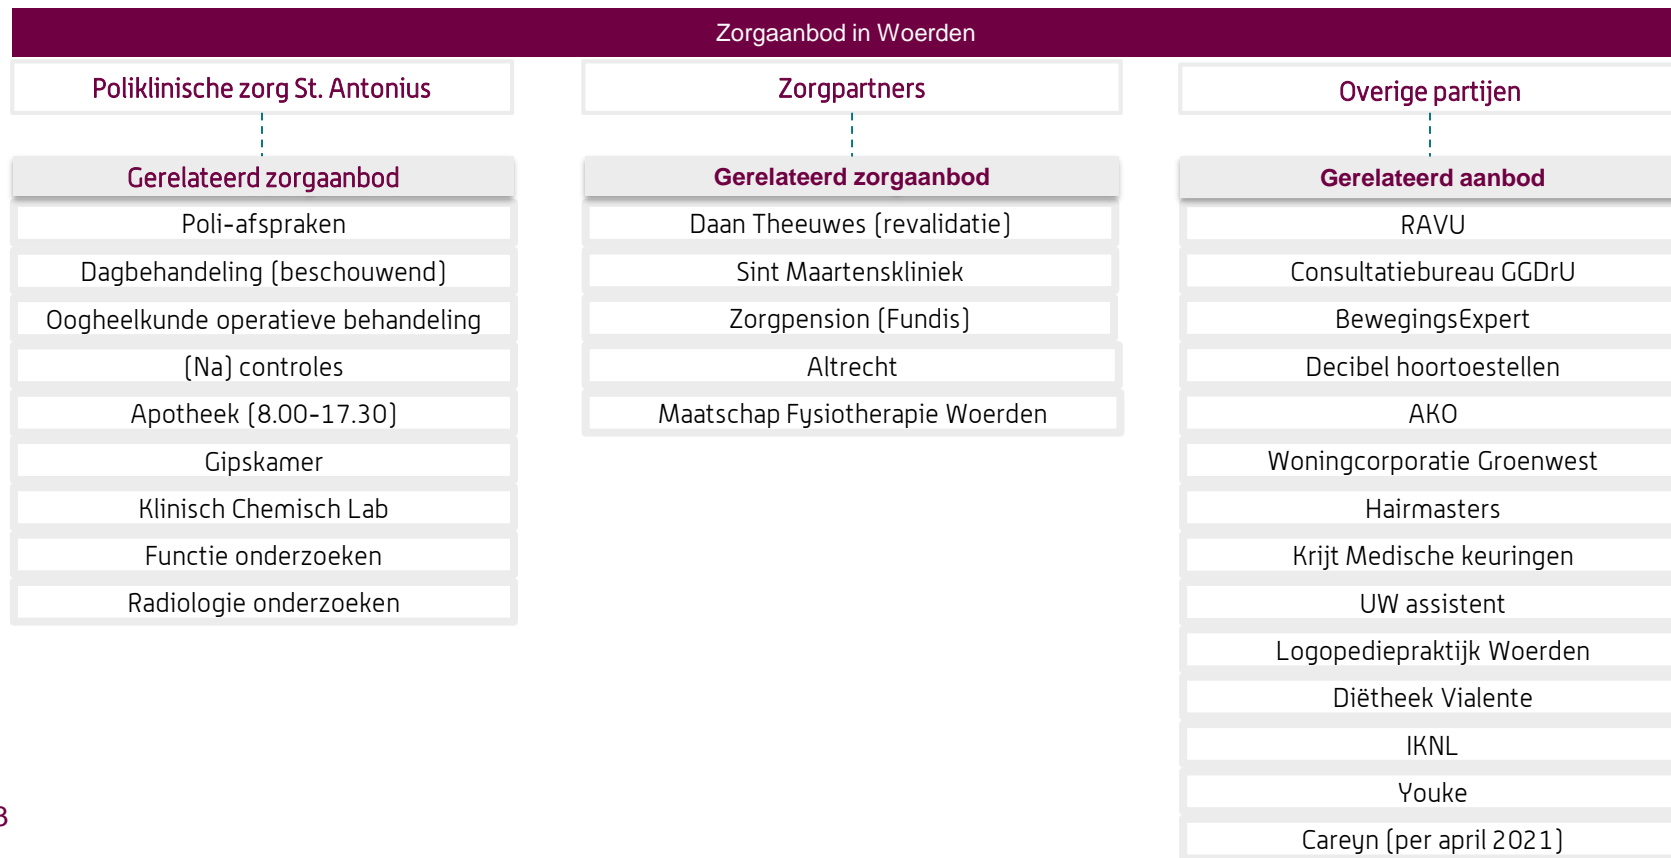 Zorgaanbod in Woerden
Poliklinische zorg St. Antonius
Gerelateerd zorgaanbod
Poli-afspraken
Dagbehandeling (beschouwend)
Oogheelkunde operatieve behandeling
(Na) controles
Apotheek (8.00-17.30)
Gipskamer
Klinisch Chemisch Lab
Functie onderzoeken
Radiologie onderzoeken
Zorgpartners
Gerelateerd zorgaanbod
Daan Theeuwes (revalidatie)
Sint Maartenskliniek
Zorgpension (Fundis)
Altrecht
Maatschap Fysiotherapie Woerden
Overige partijen
Gerelateerd aanbod
RAVU
Consultatiebureau GGDrU
BewegingsExpert
Decibel hoortoestellen
AKO
Woningcorporatie Groenwest
Hairmasters
Krijt Medische keuringen
UW assistent
Logopediepraktijk Woerden
Diëtheek Vialente
IKNL
Youke
Careyn (per april 2021)